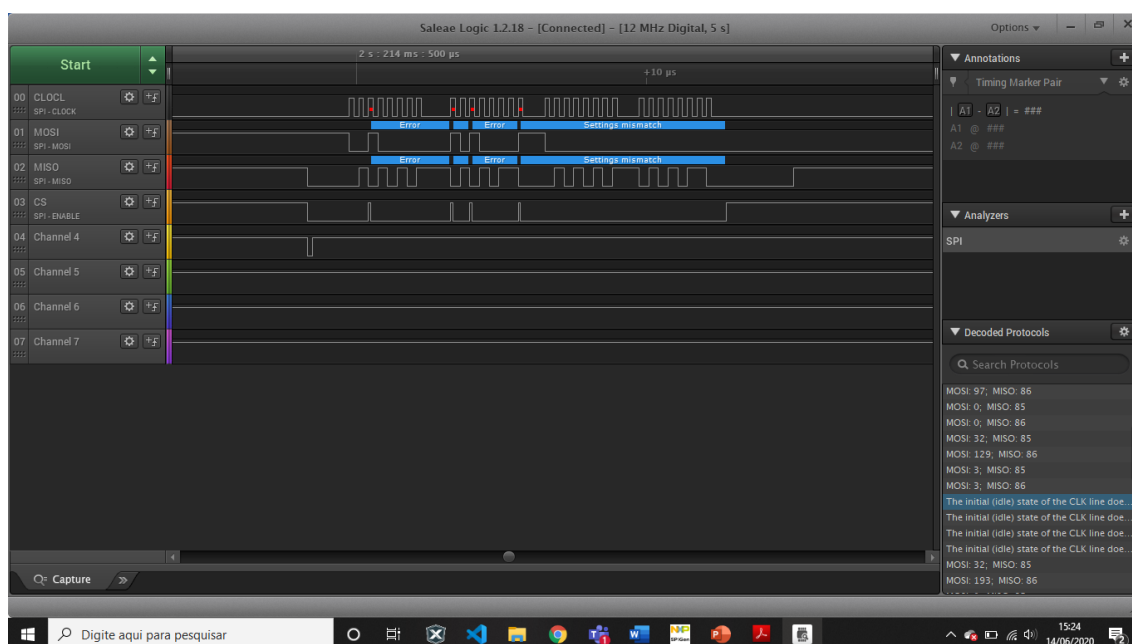 Saleae Logic 1.2.18 - [Connected] - [12 MHz Digital, 5 s]
Options
Start
2 s : 214 ms : 500 µs
+10 µs
00 CLOCL
SPI - CLOCK
01 MOSI
SPI - MOSI
02 MISO
SPI - MISO
03 CS
SPI - ENABLE
04 Channel 4
05 Channel 5
06 Channel 6
07 Channel 7
Error Error Settings mismatch
Error Error Settings mismatch
Annotations
Timing Marker Pair
| A1 - A2 | = ###
A1 @ ###
A2 @ ###
Analyzers
SPI
Decoded Protocols
Search Protocols
MOSI: 97; MISO: 86
MOSI: 0; MISO: 85
MOSI: 0; MISO: 86
MOSI: 32; MISO: 85
MOSI: 129; MISO: 86
MOSI: 3; MISO: 85
MOSI: 3; MISO: 86
The initial (idle) state of the CLK line doe...
The initial (idle) state of the CLK line doe...
The initial (idle) state of the CLK line doe...
The initial (idle) state of the CLK line doe...
MOSI: 32; MISO: 85
MOSI: 193; MISO: 86
Capture
Digite aqui para pesquisar
15:24
14/06/2020